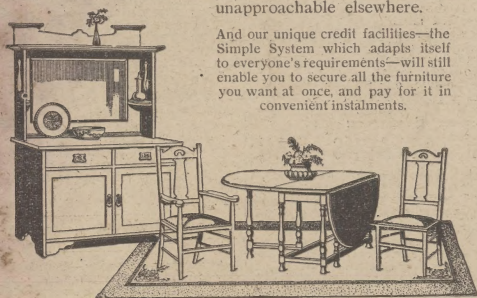 unapproachable elsewhere.
And our unique credit facilities—the
Simple System which adapts itself
to everyone's requirements—will still
enable you to secure all the furniture
you want at once, and pay for it in
convenient instalments.